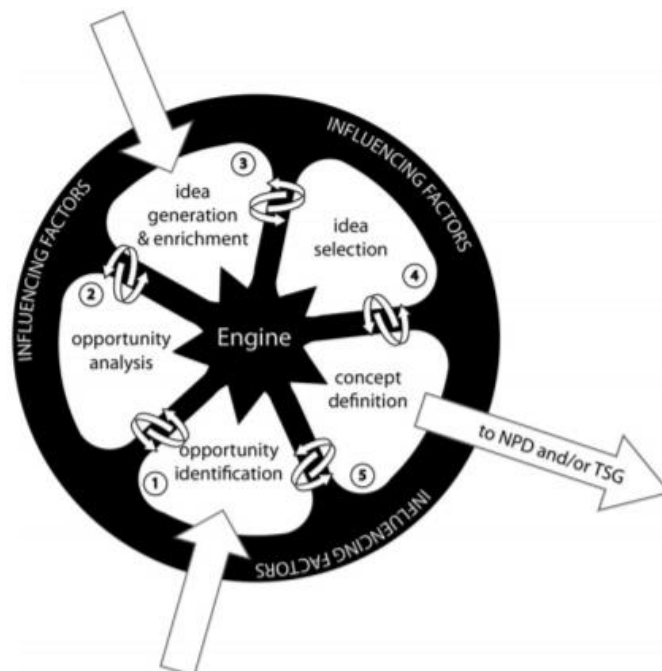 INFLUENCING FACTORS
INFLUENCING FACTORS
3
idea
generation
& enrichment
idea
selection
4
2
opportunity
analysis
Engine
concept
definition
to NPD and/or TSG
opportunity
identification
1
5
INFLUENCING FACTORS